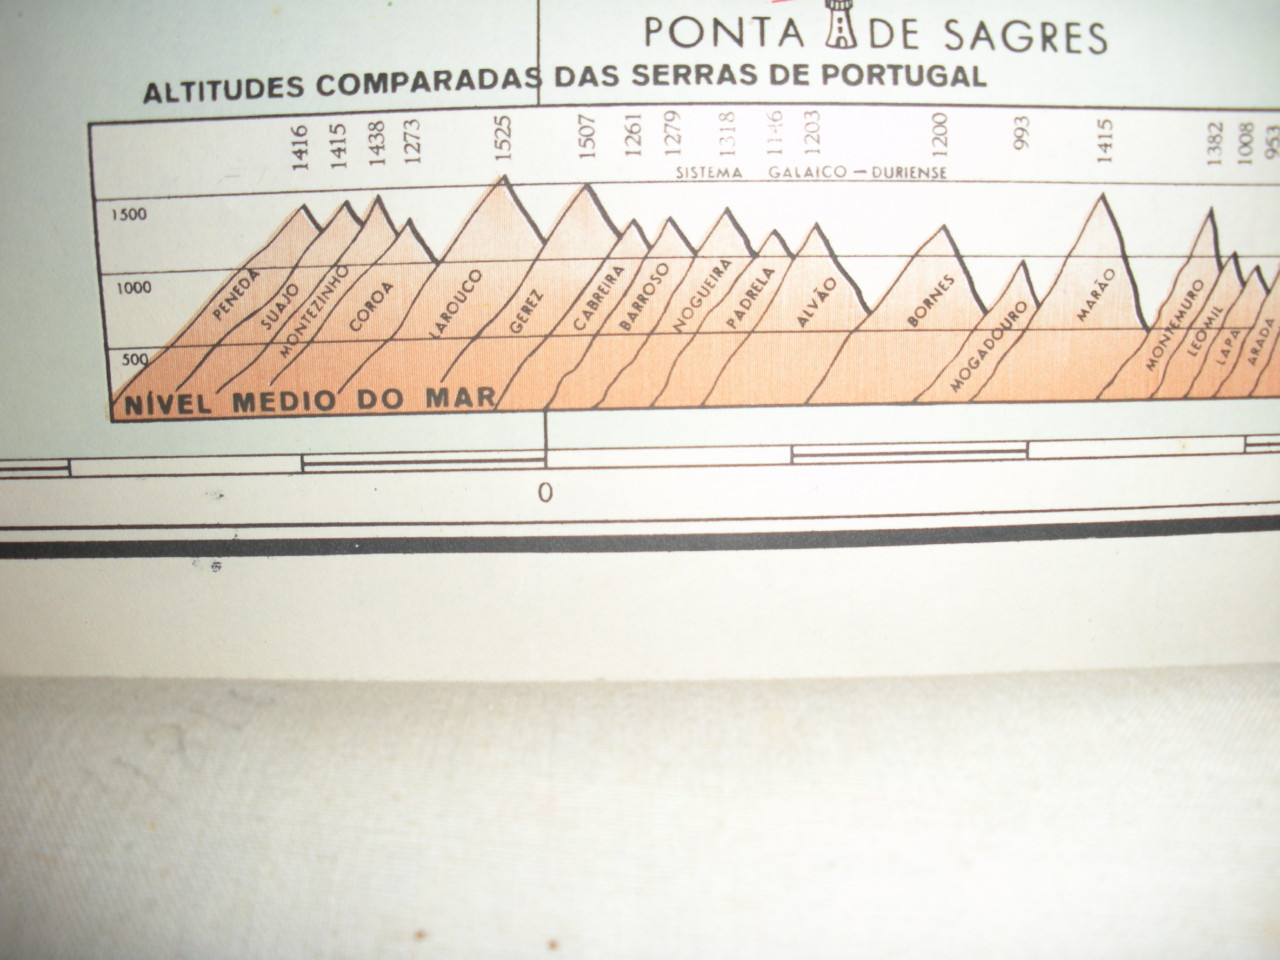 PONTA DE SAGRES
ALTITUDES COMPARADAS DAS SERRAS DE PORTUGAL
1416 1415 1438 1273 1525 1507 1261 1279 1318 1146 1203 1200 993 1415 1382 1008 953
SISTEMA GALAICO — DURIENSE
1500
1000
500
PENEDA SUAJO MONTEZINHO COROA LAROUCO GEREZ CABREIRA BARROSO NOGUEIRA PADRELA ALVÃO BORNES MOGADOURO MARÃO MONTEMURO LEOMIL LAPA ARADA
NÍVEL MEDIO DO MAR
0